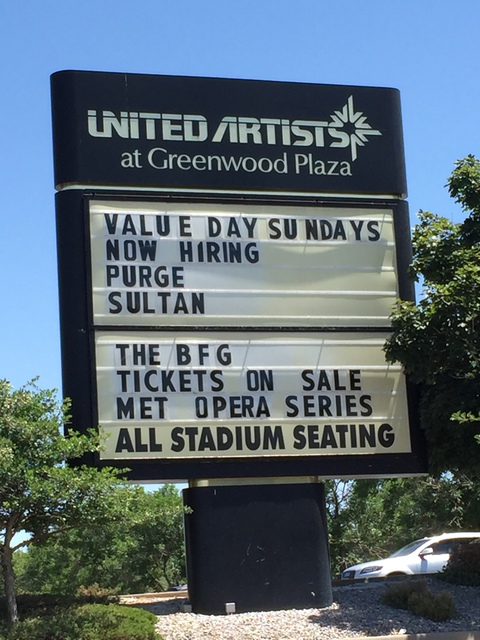 UNITED ARTISTS
at Greenwood Plaza
VALUE DAY SUNDAYS
NOW HIRING
PURGE
SULTAN
THE BFG
TICKETS ON SALE
MET OPERA SERIES
ALL STADIUM SEATING